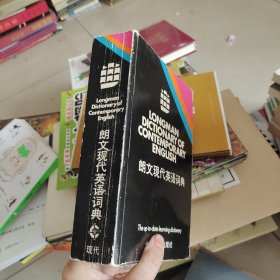 Longman
Dictionary of
Contemporary
English
朗文现代英语词典
现代
LONGMAN
DICTIONARY OF
CONTEMPORARY
ENGLISH
朗文现代英语词典
The up-to-date learning dictionary